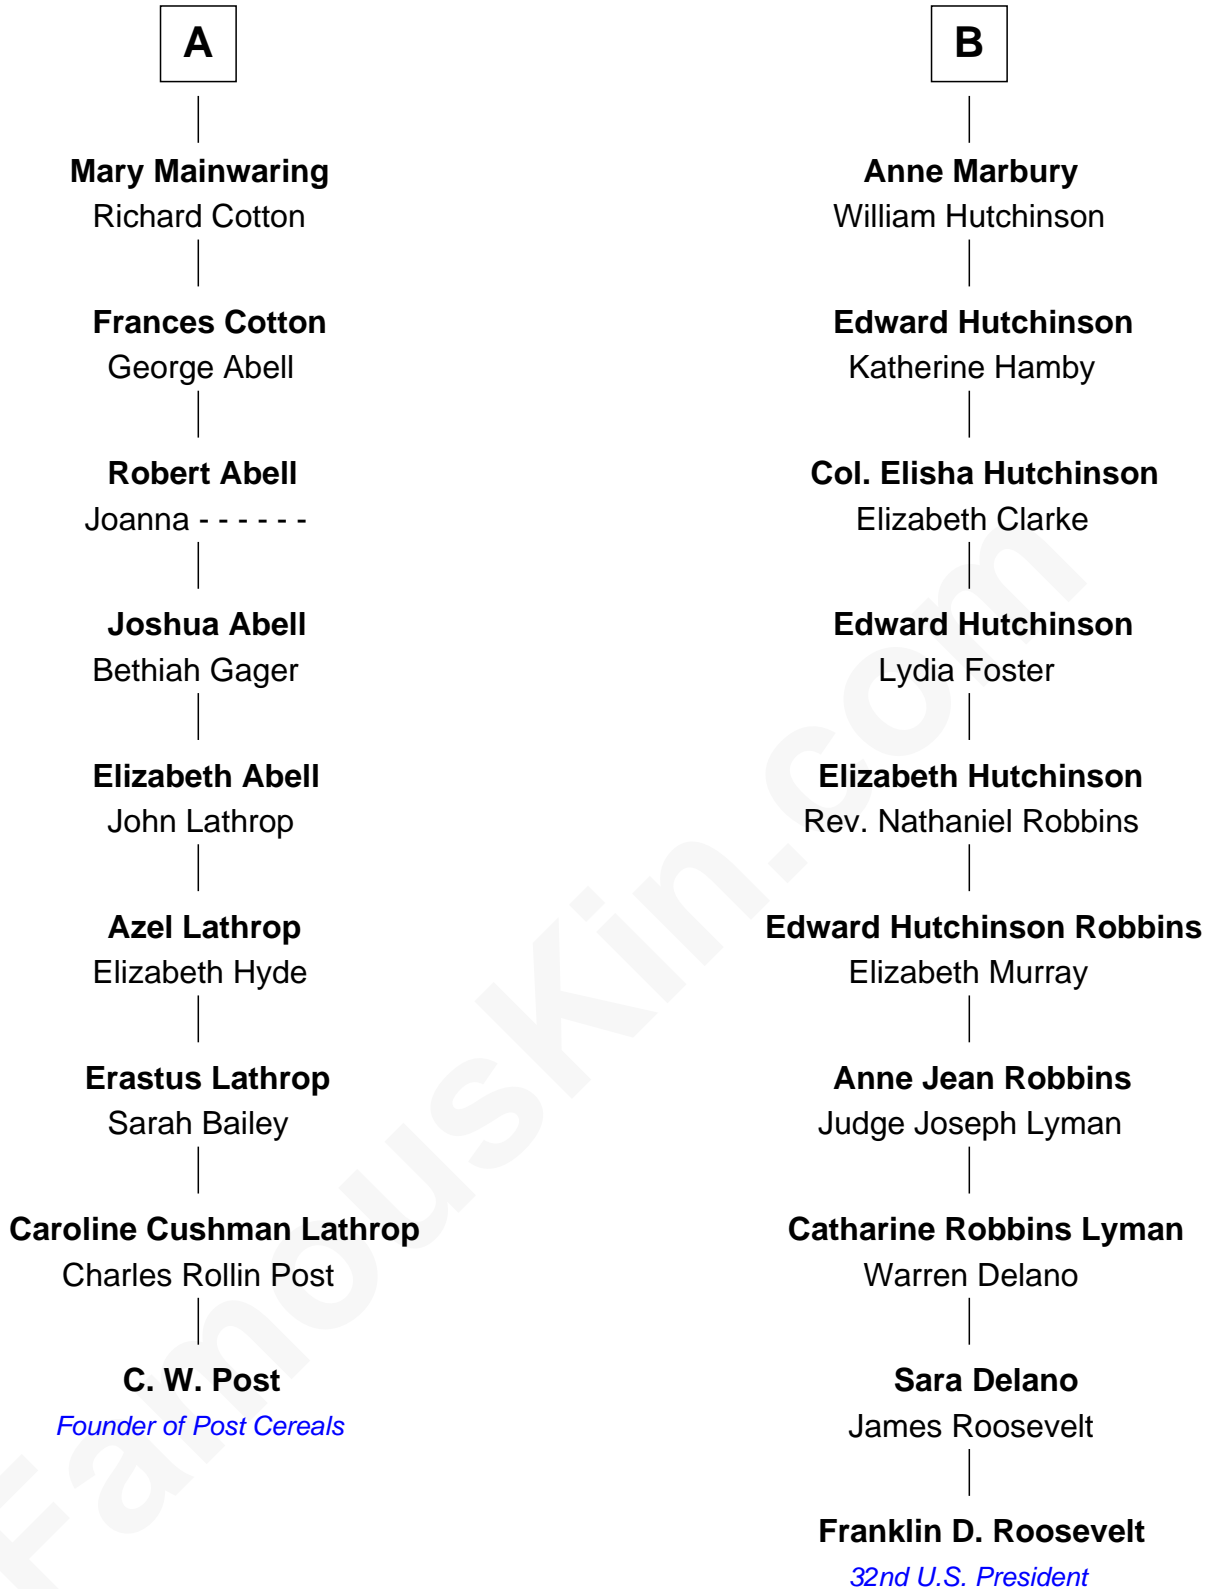 A
Mary Mainwaring
Richard Cotton
Frances Cotton
George Abell
Robert Abell
Joanna - - - - - -
Joshua Abell
Bethiah Gager
Elizabeth Abell
John Lathrop
Azel Lathrop
Elizabeth Hyde
Erastus Lathrop
Sarah Bailey
Caroline Cushman Lathrop
Charles Rollin Post
C. W. Post
Founder of Post Cereals
B
Anne Marbury
William Hutchinson
Edward Hutchinson
Katherine Hamby
Col. Elisha Hutchinson
Elizabeth Clarke
Edward Hutchinson
Lydia Foster
Elizabeth Hutchinson
Rev. Nathaniel Robbins
Edward Hutchinson Robbins
Elizabeth Murray
Anne Jean Robbins
Judge Joseph Lyman
Catharine Robbins Lyman
Warren Delano
Sara Delano
James Roosevelt
Franklin D. Roosevelt
32nd U.S. President
FamousKin.com